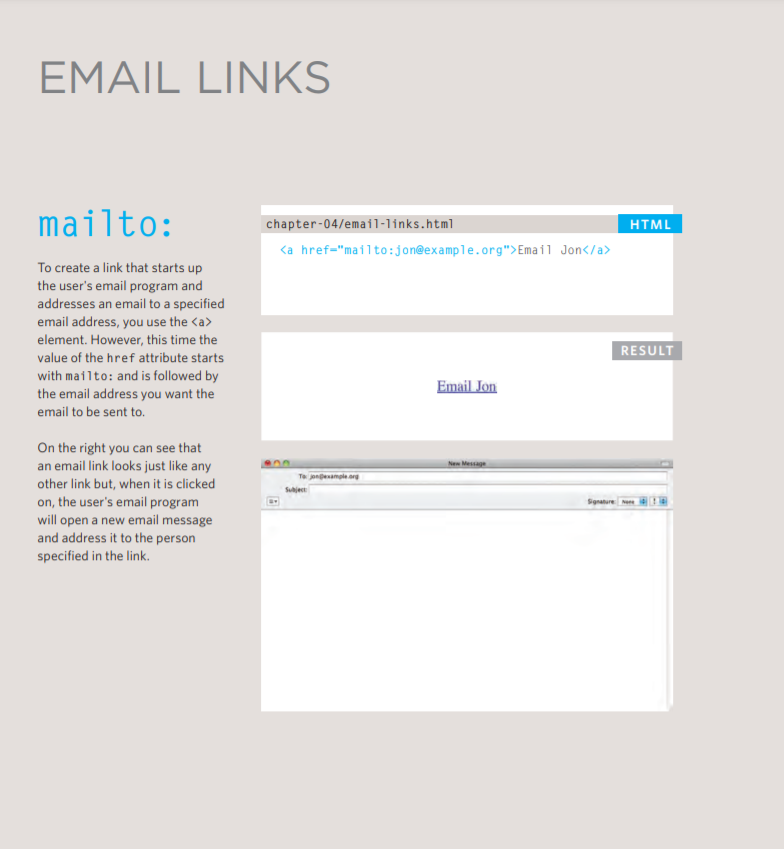 EMAIL LINKS
mailto:
To create a link that starts up
the user's email program and
addresses an email to a specified
email address, you use the <a>
element. However, this time the
value of the href attribute starts
with mailto: and is followed by
the email address you want the
email to be sent to.
On the right you can see that
an email link looks just like any
other link but, when it is clicked
on, the user's email program
will open a new email message
and address it to the person
specified in the link.
chapter-04/email-links.html
HTML
<a href="mailto:jon@example.org">Email Jon</a>
RESULT
Email Jon
New Message
To: jon@example.org
Subject:
Signature: None !